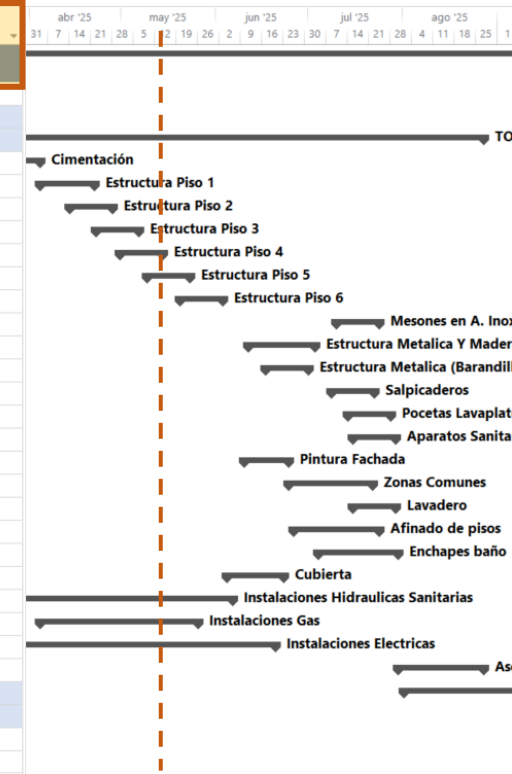 abr '25 may '25 jun '25 jul '25 ago '25
31 7 14 21 28 5 12 19 26 2 9 16 23 30 7 14 21 28 4 11 18 25 1
TO
Cimentación
Estructura Piso 1
Estructura Piso 2
Estructura Piso 3
Estructura Piso 4
Estructura Piso 5
Estructura Piso 6
Mesones en A. Inox
Estructura Metalica Y Mader
Estructura Metalica (Barandill
Salpicaderos
Pocetas Lavaplat
Aparatos Sanita
Pintura Fachada
Zonas Comunes
Lavadero
Afinado de pisos
Enchapes baño
Cubierta
Instalaciones Hidraulicas Sanitarias
Instalaciones Gas
Instalaciones Electricas
Ase